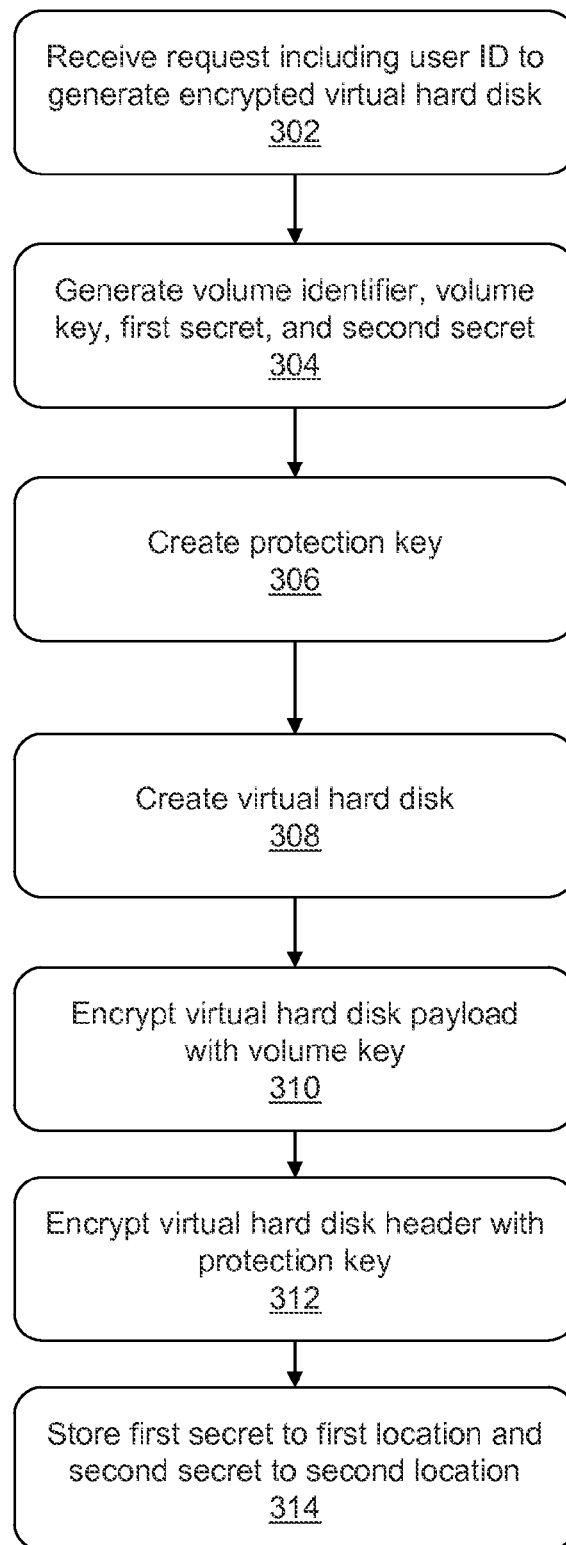 Receive request including user ID to
generate encrypted virtual hard disk
302
Generate volume identifier, volume
key, first secret, and second secret
304
Create protection key
306
Create virtual hard disk
308
Encrypt virtual hard disk payload
with volume key
310
Encrypt virtual hard disk header with
protection key
312
Store first secret to first location and
second secret to second location
314